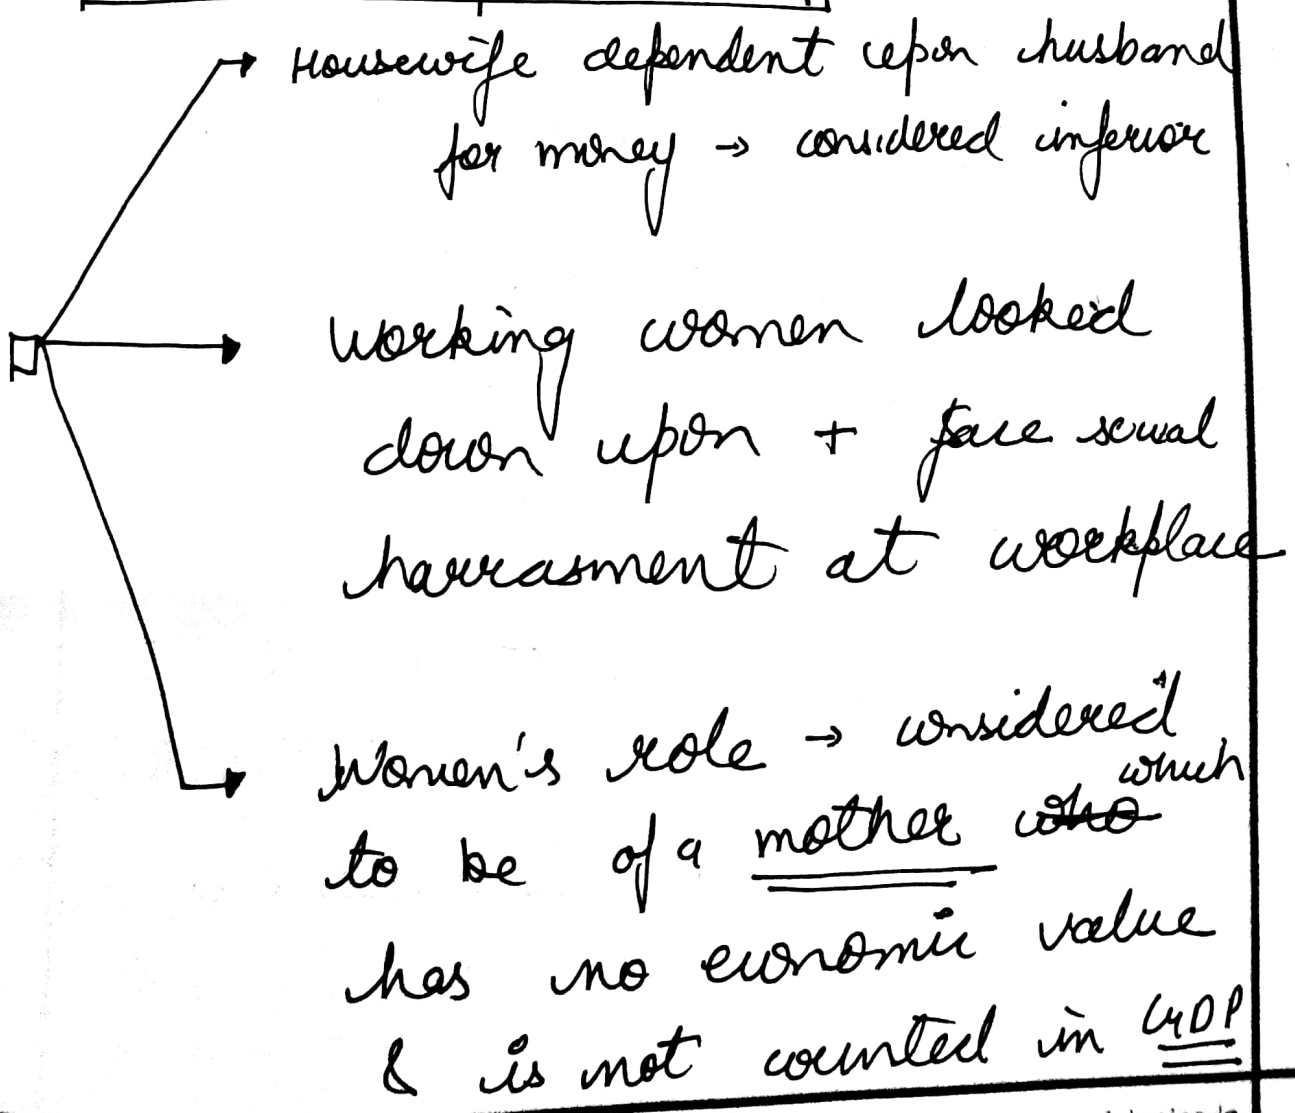 Housewife dependent upon husband
for money → considered inferior
Working women looked
down upon + face sexual
harrasment at workplace
Women's role → considered
which
to be of a mother who
has no economic value
& is not counted in GDP